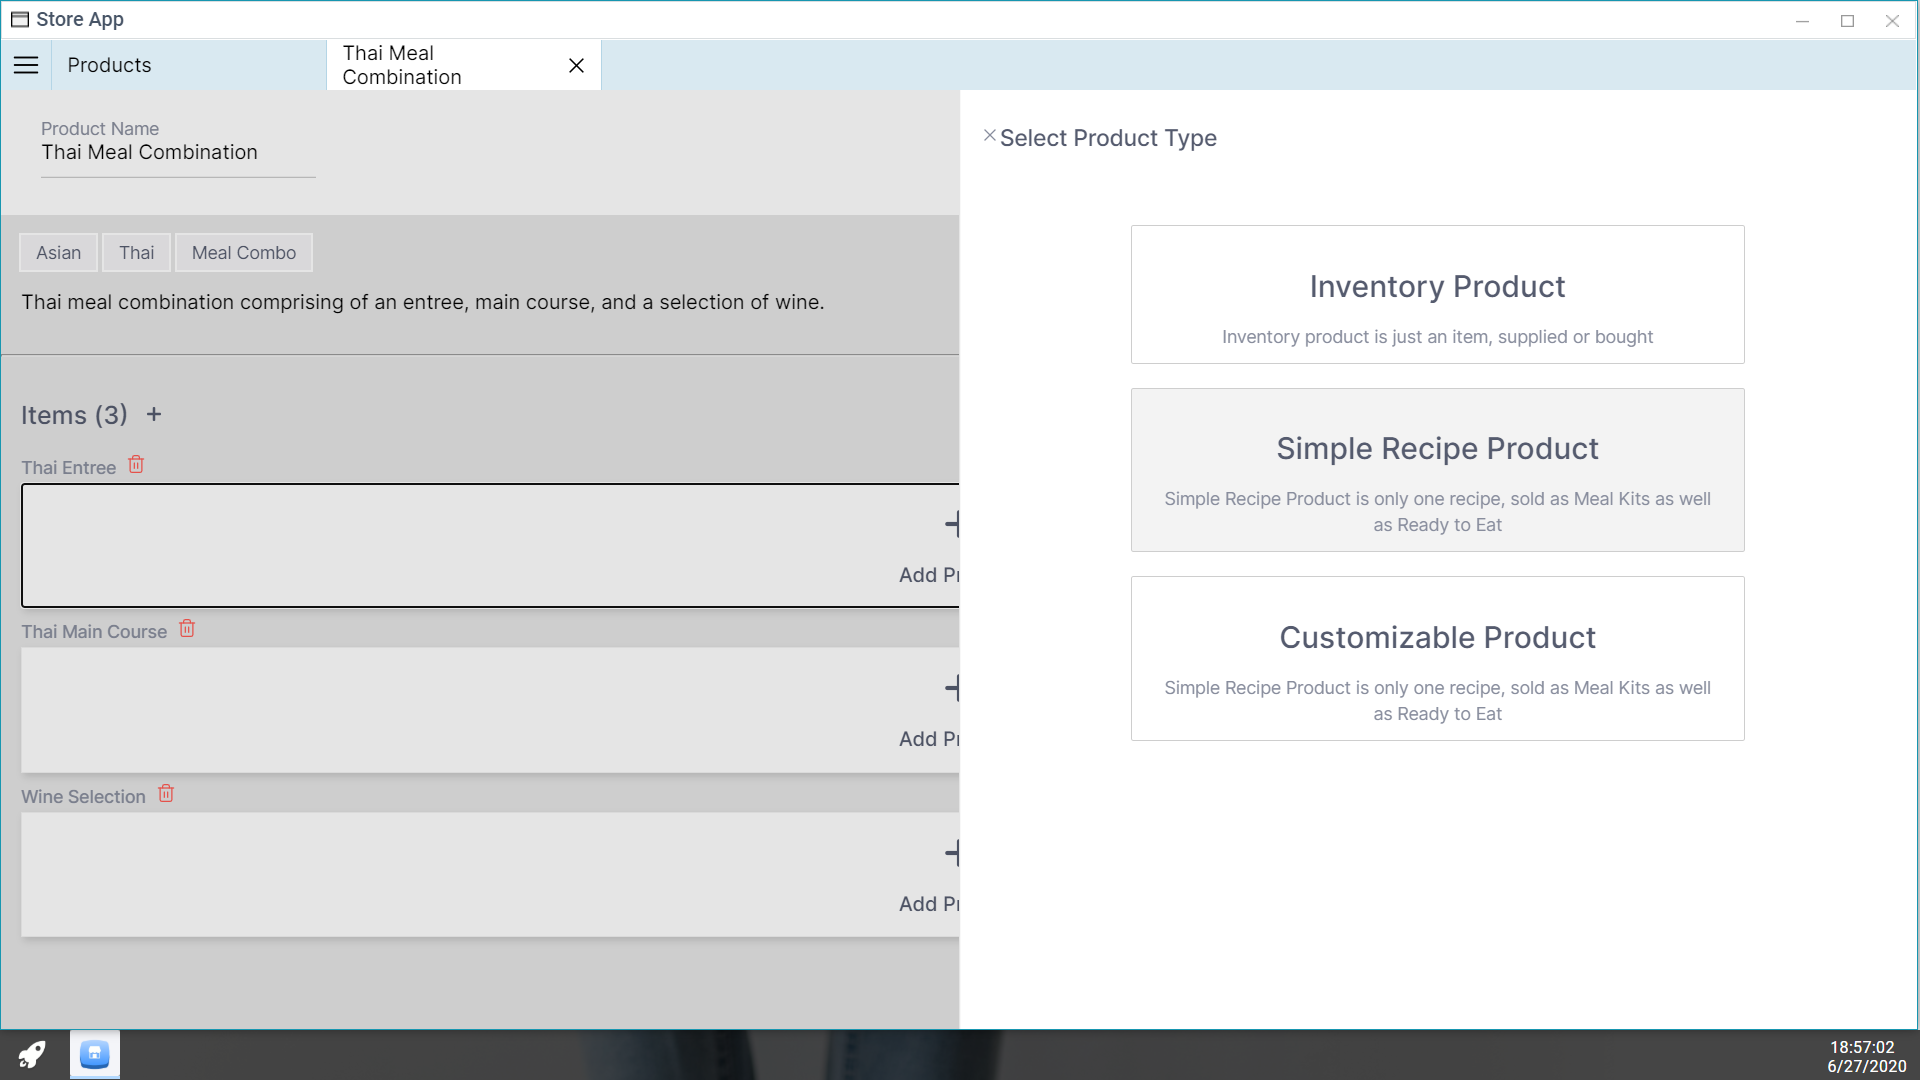 Store App
Products
Thai Meal
Combination
Product Name
Thai Meal Combination
Asian
Thai
Meal Combo
Thai meal combination comprising of an entree, main course, and a selection of wine.
Items (3) +
Thai Entree
Add Pr
Thai Main Course
Add Pr
Wine Selection
Add Pr
Select Product Type
Inventory Product
Inventory product is just an item, supplied or bought
Simple Recipe Product
Simple Recipe Product is only one recipe, sold as Meal Kits as well
as Ready to Eat
Customizable Product
Simple Recipe Product is only one recipe, sold as Meal Kits as well
as Ready to Eat
18:57:02
6/27/2020